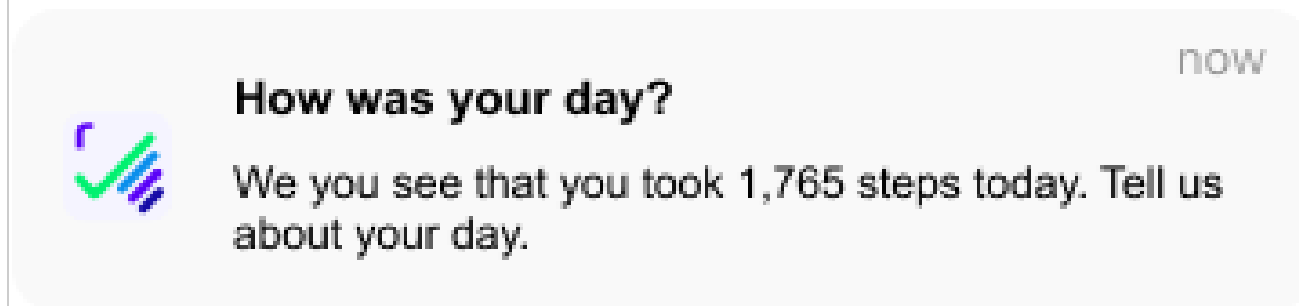 now
How was your day?
We you see that you took 1,765 steps today. Tell us
about your day.